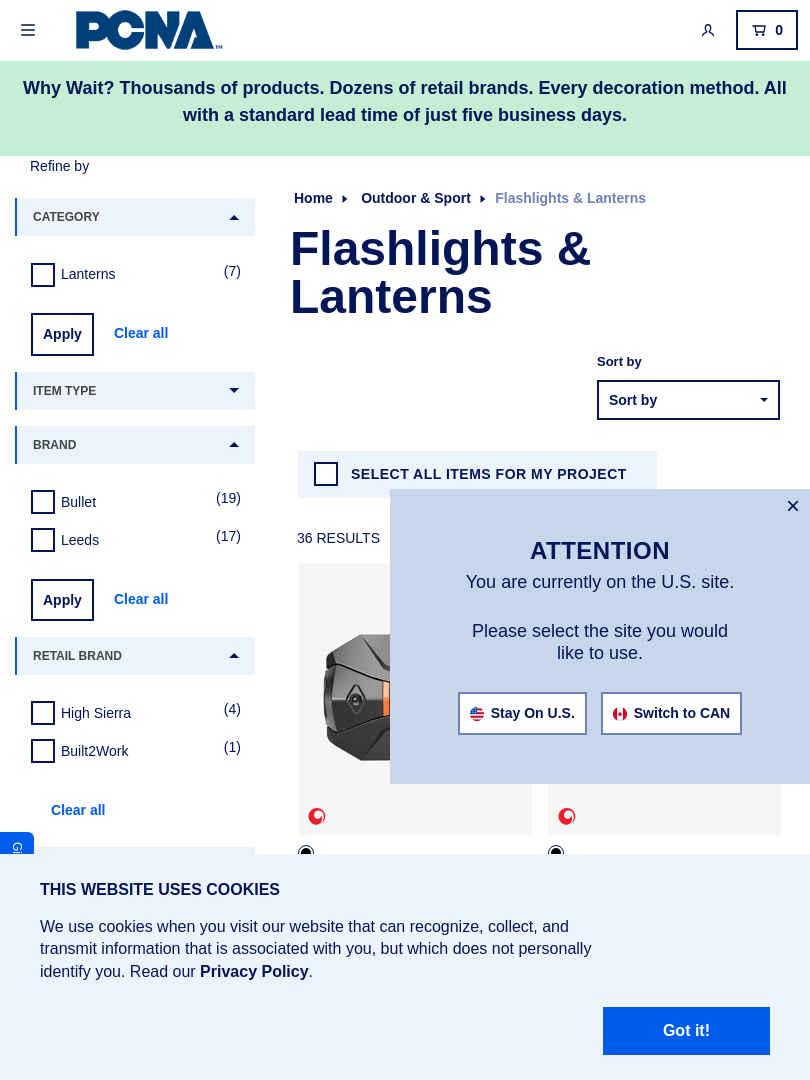 PCNA™
0
Why Wait? Thousands of products. Dozens of retail brands. Every decoration method. All
with a standard lead time of just five business days.
Refine by
CATEGORY
Lanterns (7)
Apply Clear all
ITEM TYPE
BRAND
Bullet (19)
Leeds (17)
Apply Clear all
RETAIL BRAND
High Sierra (4)
Built2Work (1)
Clear all
Home Outdoor & Sport Flashlights & Lanterns
Flashlights &
Lanterns
Sort by
Sort by
SELECT ALL ITEMS FOR MY PROJECT
36 RESULTS
×
ATTENTION
You are currently on the U.S. site.
Please select the site you would
like to use.
Stay On U.S. Switch to CAN
THIS WEBSITE USES COOKIES
We use cookies when you visit our website that can recognize, collect, and
transmit information that is associated with you, but which does not personally
identify you. Read our Privacy Policy.
Got it!